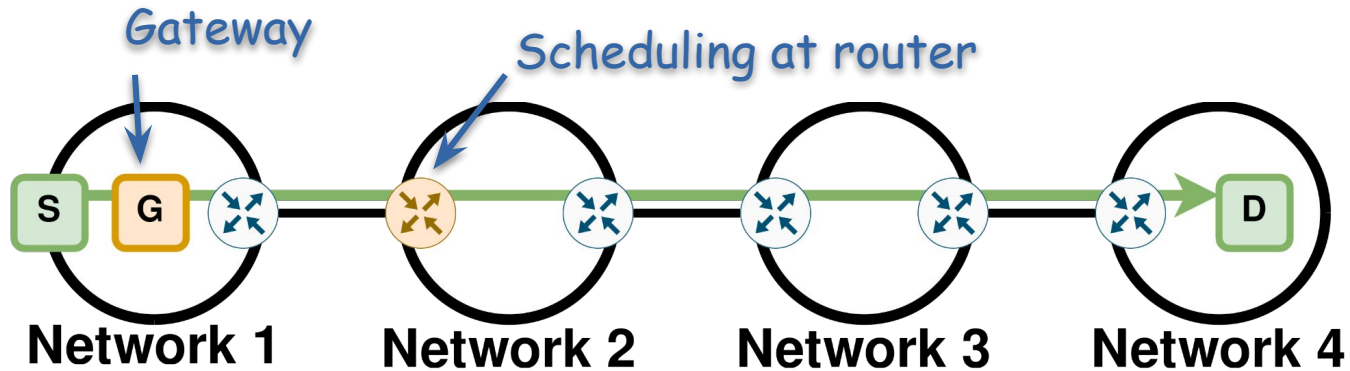 Gateway
Scheduling at router
S
G
D
Network 1
Network 2
Network 3
Network 4